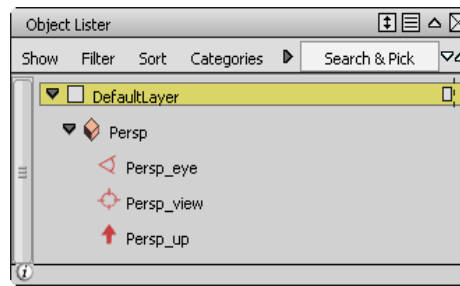 Object Lister
Show Filter Sort Categories Search & Pick
DefaultLayer
Persp
Persp_eye
Persp_view
Persp_up
i